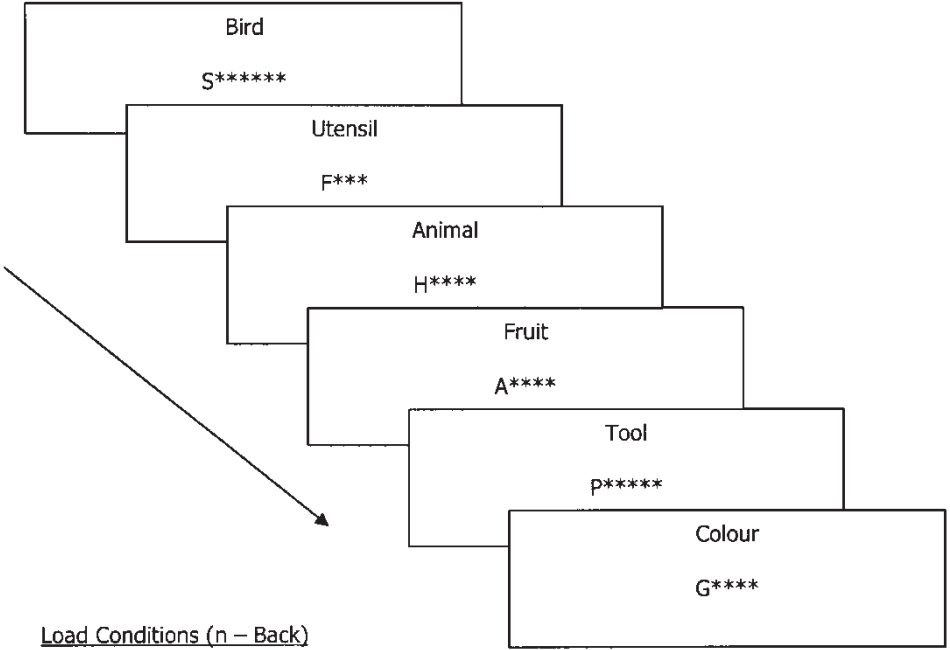 Bird
S******
Utensil
F***
Animal
H****
Fruit
A****
Tool
P*****
Colour
G****
Load Conditions (n – Back)